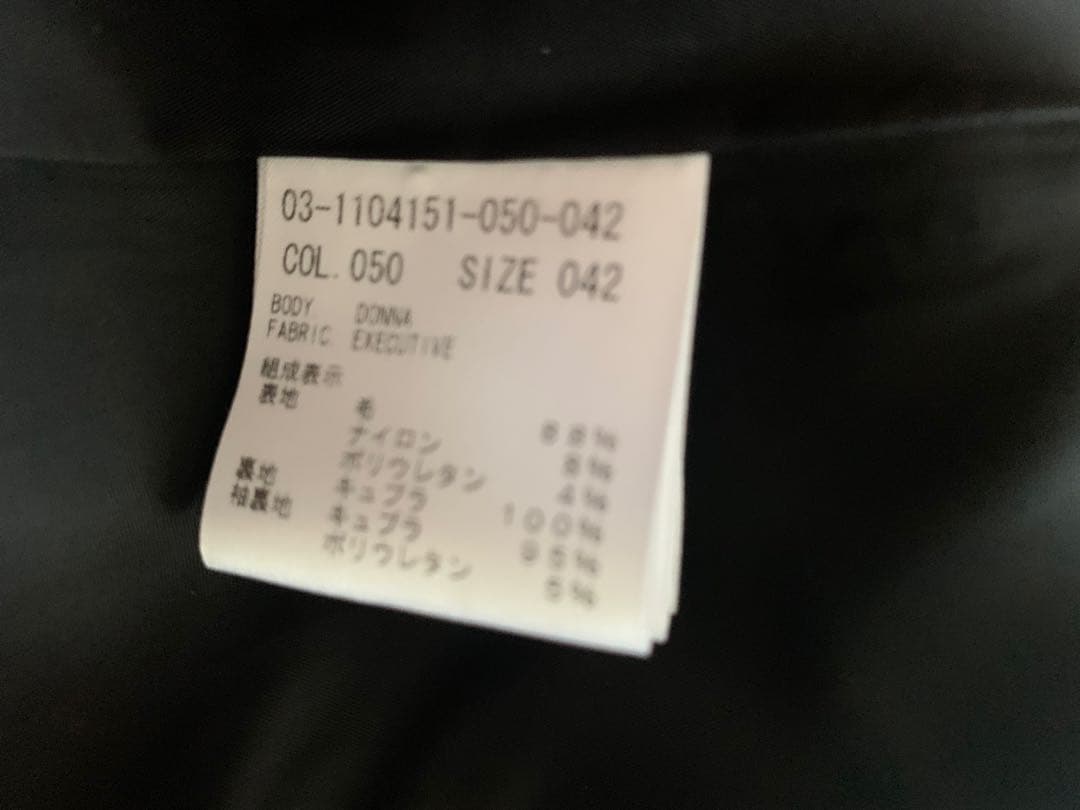 03-1104151-050-042
COL. 050 SIZE 042
BODY DONNA
FABRIC EXECUTIVE
組成表示
表地 毛 88%
ナイロン 8%
ポリウレタン 4%
裏地 キュプラ 100%
袖裏地 キュプラ 95%
ポリウレタン 5%